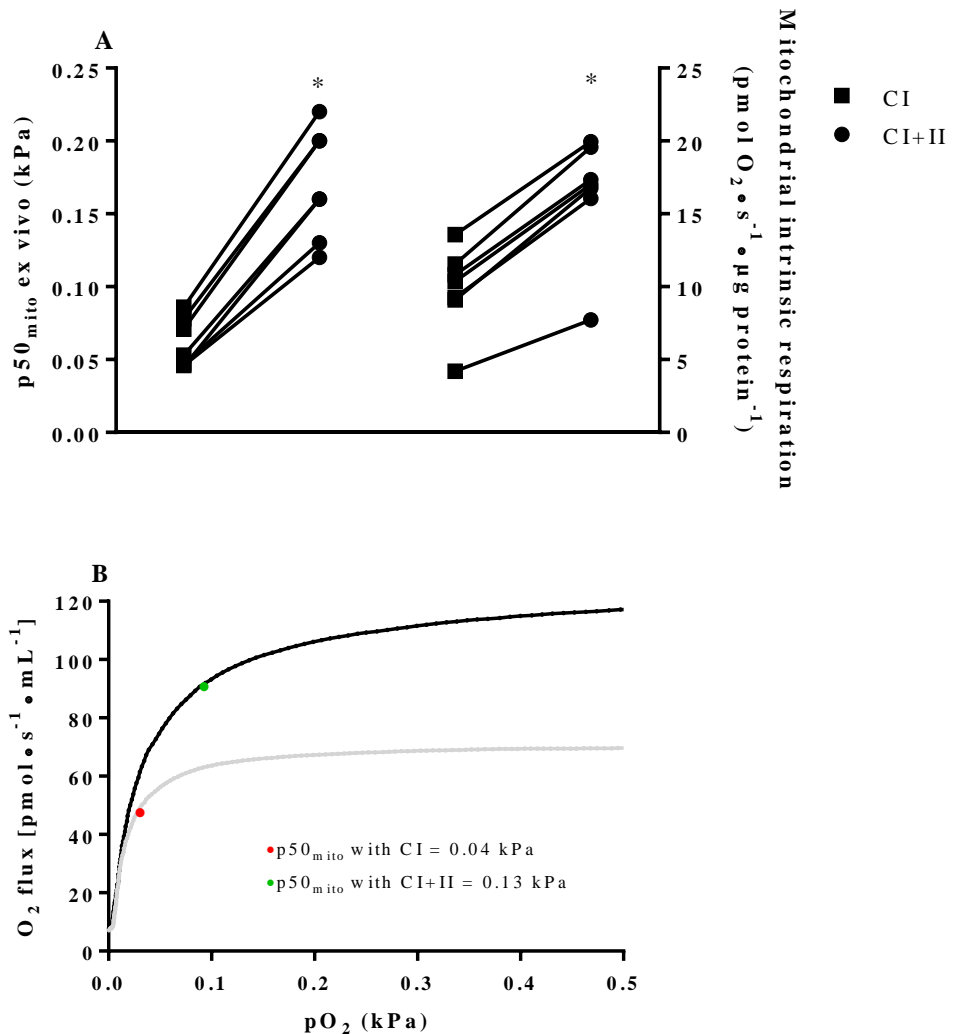 A
p50mito ex vivo (kPa)
0.25
0.20
0.15
0.10
0.05
0.00
*
*
25
20
15
10
5
0
Mitochondrial intrinsic respiration
(pmol O2 • s-1 • µg protein-1)
CI
CI+II
B
O2 flux [pmol • s-1 • mL-1]
120
100
80
60
40
20
0
p50mito with CI = 0.04 kPa
p50mito with CI+II = 0.13 kPa
0.0 0.1 0.2 0.3 0.4 0.5
pO2 (kPa)